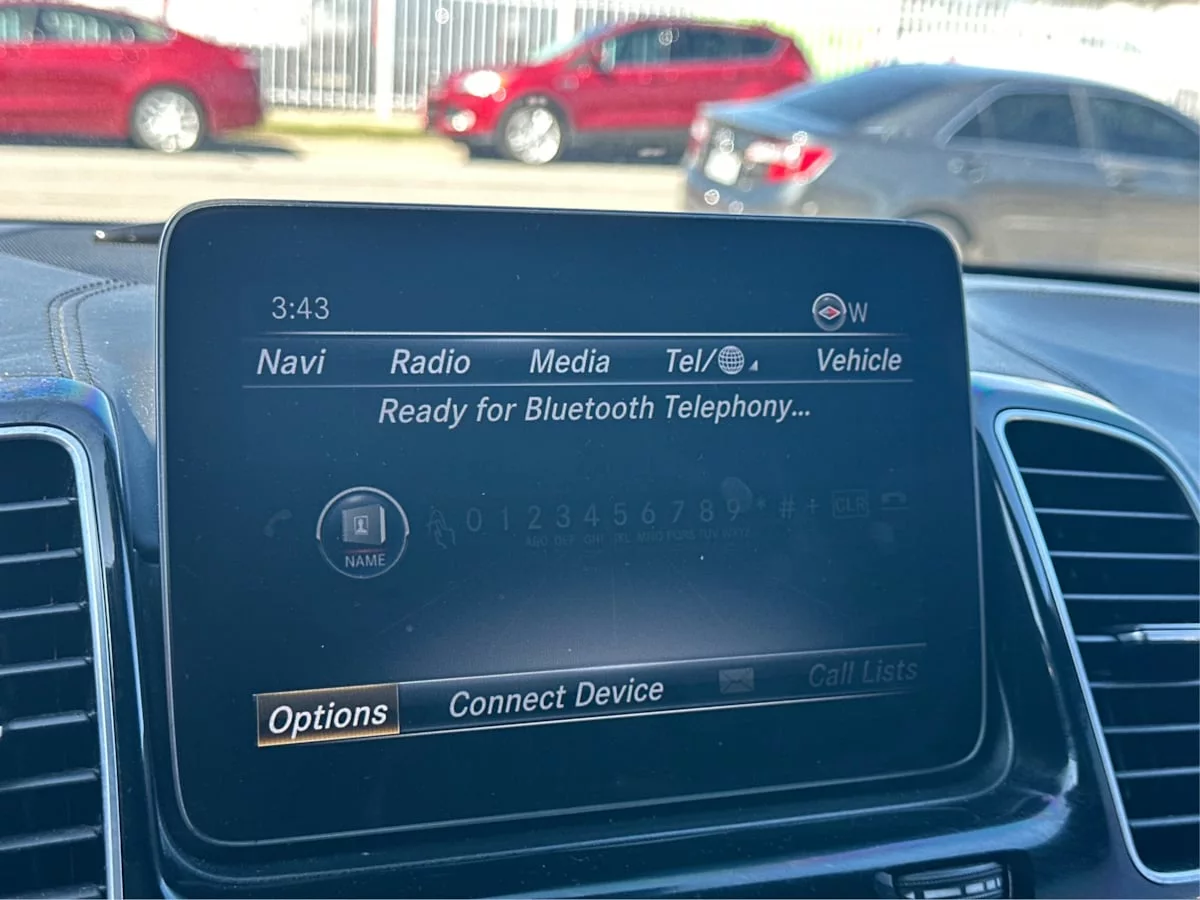 3:43 W
Navi Radio Media Tel/ Vehicle
Ready for Bluetooth Telephony...
NAME 0 1 2 3 4 5 6 7 8 9 * # + CLR
Options Connect Device Call Lists